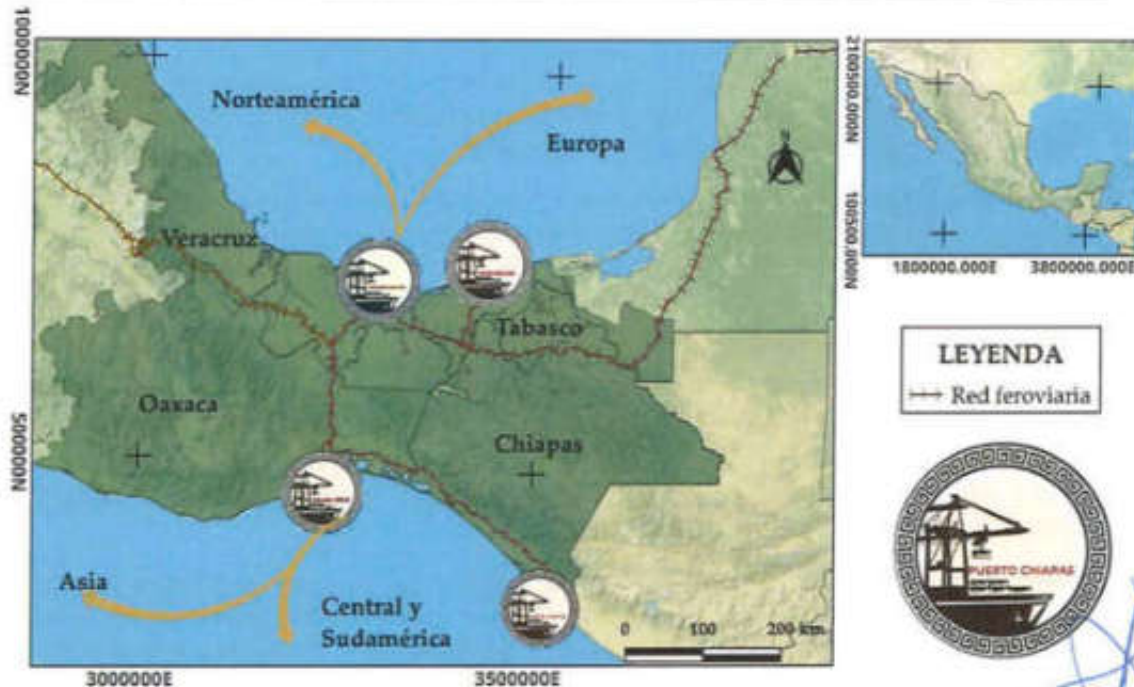 1000000N
500000N
3000000E
3500000E
Norteamérica
Europa
N
Veracruz
Tabasco
Oaxaca
Chiapas
Asia
Central y
Sudamérica
0 100 200 km
2100500.000N
100500.000N
1800000.000E
3800000.000E
LEYENDA
Red feroviaria
PUERTO CHIAPAS